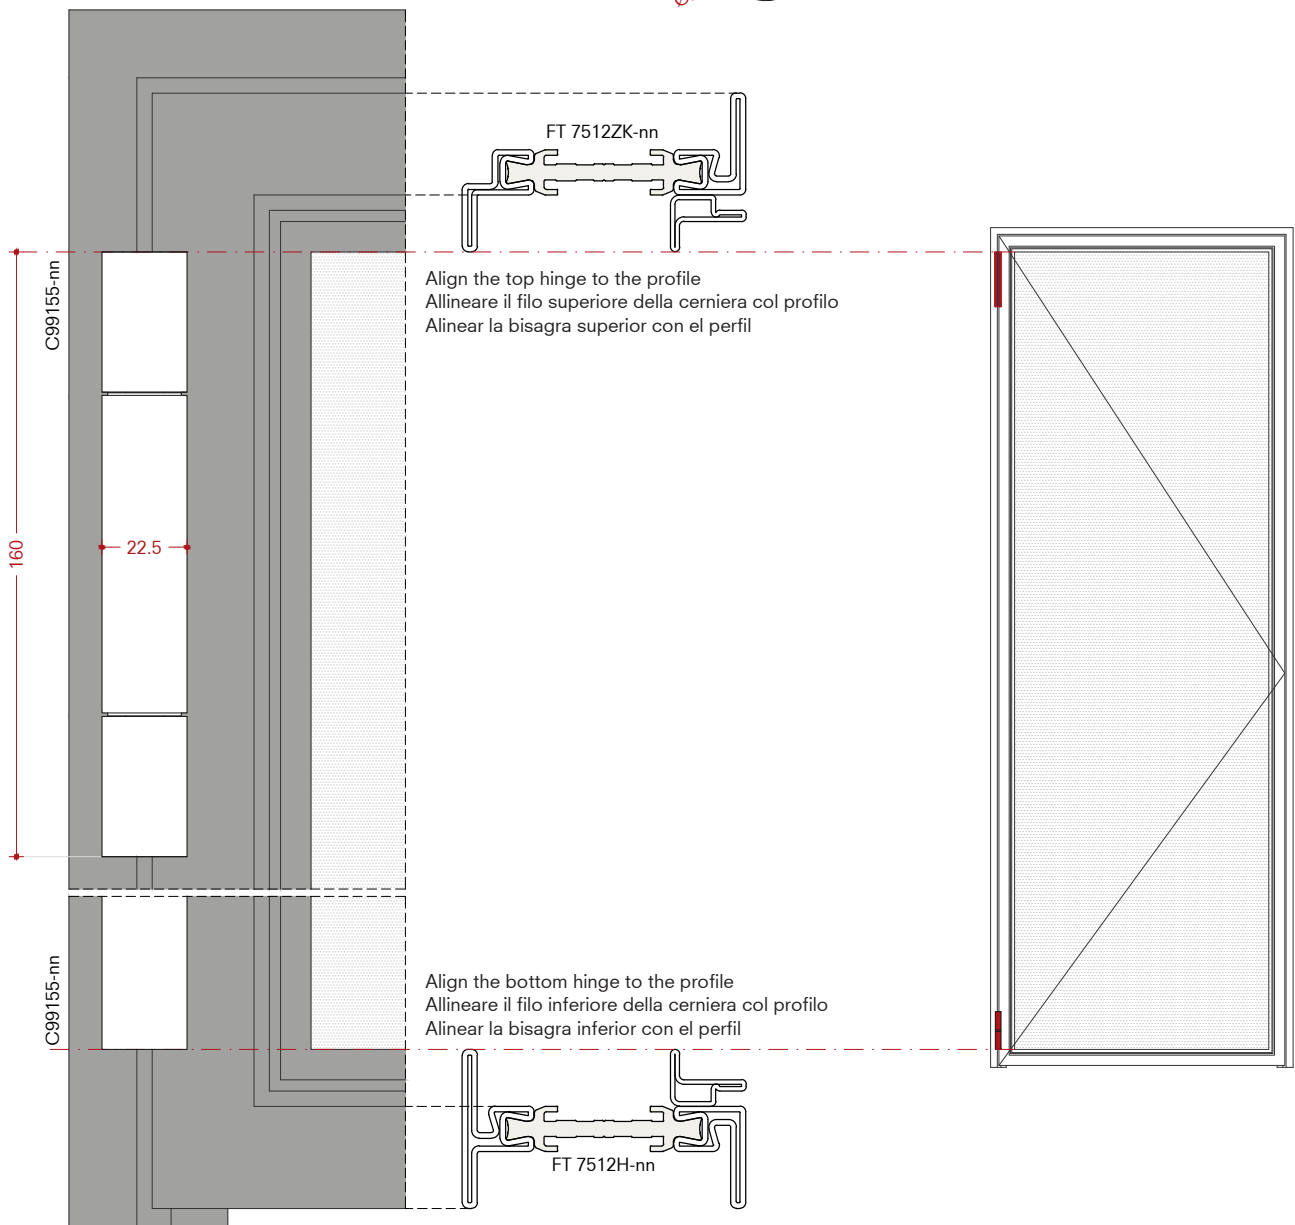 Ø
FT 7512ZK-nn
C99155-nn
Align the top hinge to the profile
Allineare il filo superiore della cerniera col profilo
Alinear la bisagra superior con el perfil
160
22.5
C99155-nn
Align the bottom hinge to the profile
Allineare il filo inferiore della cerniera col profilo
Alinear la bisagra inferior con el perfil
FT 7512H-nn